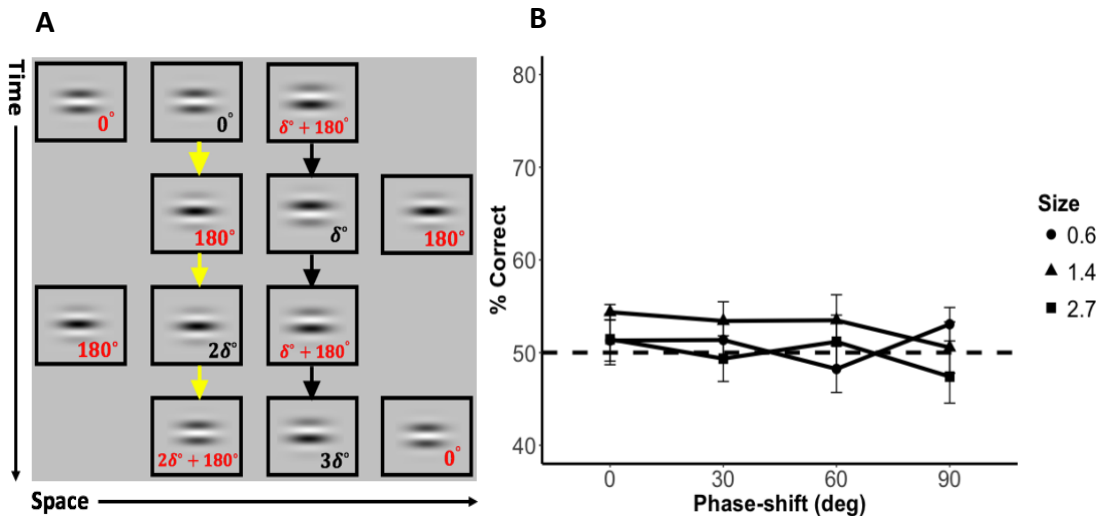 A
Time
0°
0°
δ° + 180°
180°
δ°
180°
180°
2δ°
δ° + 180°
2δ° + 180°
3δ°
0°
Space
B
80
70
60
50
40
% Correct
0
30
60
90
Phase-shift (deg)
Size
0.6
1.4
2.7